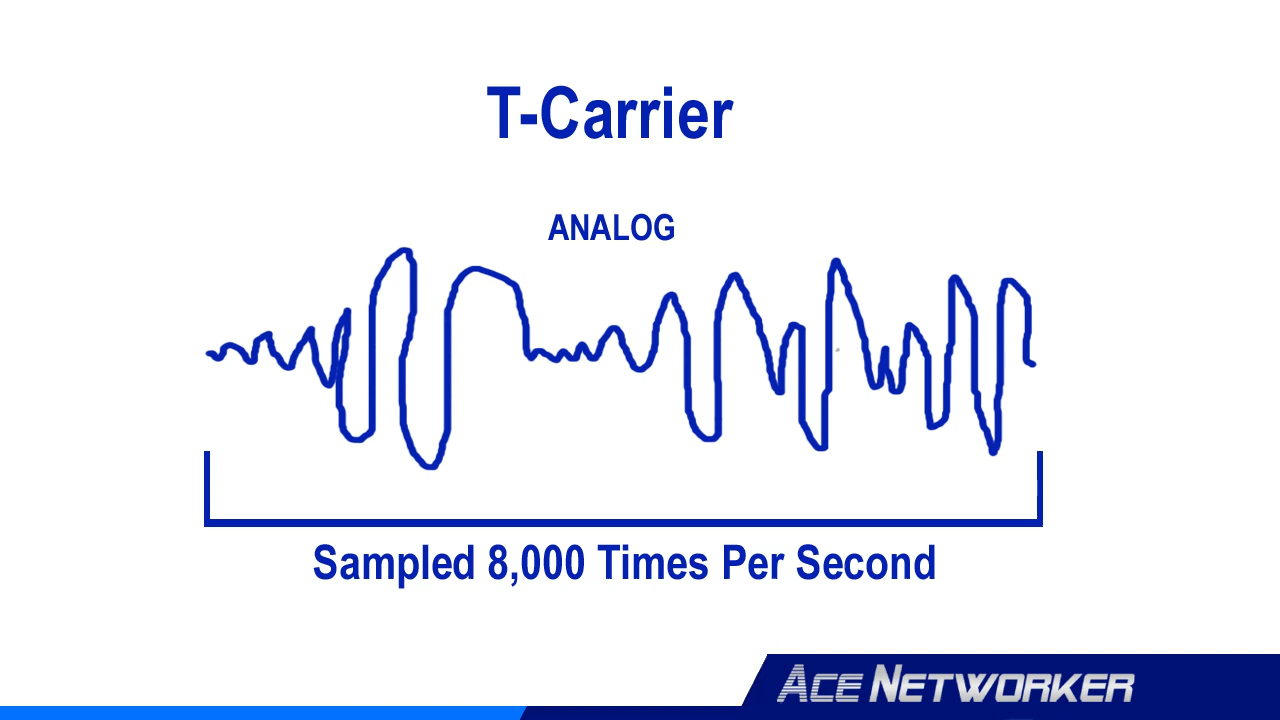 T-Carrier
ANALOG
Sampled 8,000 Times Per Second
ACE NETWORKER